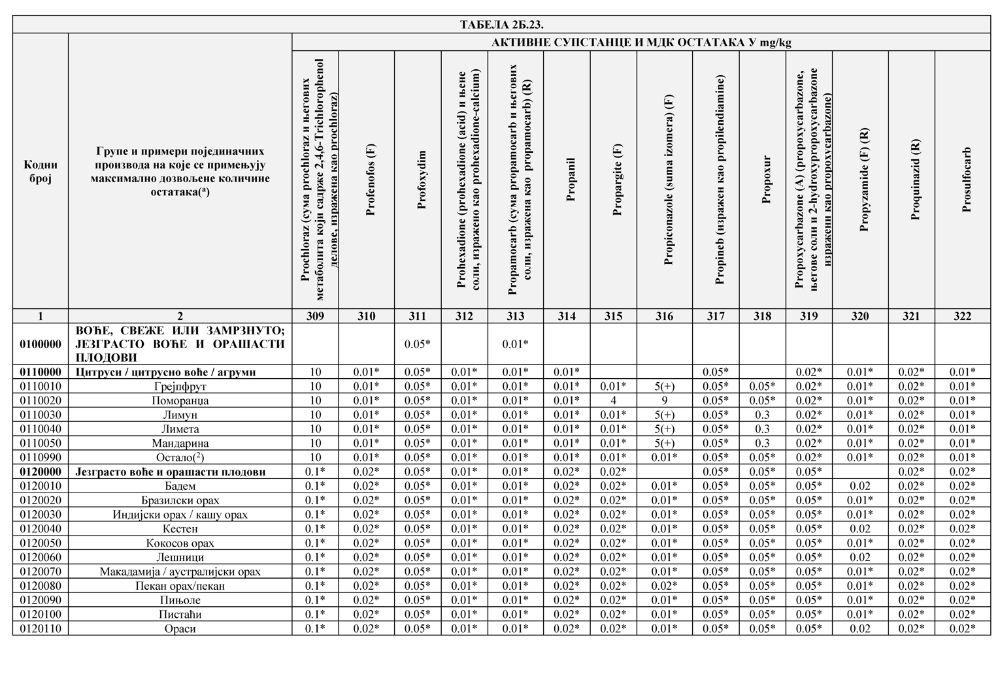 ТАБЕЛА 2Б.23.
АКТИВНЕ СУПСТАНЦЕ И МДК ОСТАТАКА У mg/kg
Кодни
број
Групе и примери појединачних
производа на које се примењују
максимално дозвољене количине
остатака(ᵃ)
Prochloraz (сума prochloraz и његових
метаболита који садрже 2,4,6-Trichlorophenol
делове, изражена као prochloraz)
Profenofos (F)
Profoxydim
Prohexadione (prohexadione (acid) и њене
соли, изражено као prohexadione-calcium)
Propamocarb (сума propamocarb и његових
соли, изражена као propamocarb) (R)
Propanil
Propargite (F)
Propiconazole (suma izomera) (F)
Propineb (изражен као propilendiamine)
Propoxur
Propoxycarbazone (A) (propoxycarbazone,
његове соли и 2-hydroxypropoxycarbazone
изражени као propoxycarbazone)
Propyzamide (F) (R)
Proquinazid (R)
Prosulfocarb
1 2 309 310 311 312 313 314 315 316 317 318 319 320 321 322
ВОЋЕ, СВЕЖЕ ИЛИ ЗАМРЗНУТО;
0100000 ЈЕЗГРАСТО ВОЋЕ И ОРАШАСТИ 0.05* 0.01*
ПЛОДОВИ
0110000 Цитруси / цитрусно воће / агруми 10 0.01* 0.05* 0.01* 0.01* 0.01* 0.05* 0.02* 0.01* 0.02* 0.01*
0110010 Грејпфрут 10 0.01* 0.05* 0.01* 0.01* 0.01* 0.01* 5(+) 0.05* 0.05* 0.02* 0.01* 0.02* 0.01*
0110020 Поморанџа 10 0.01* 0.05* 0.01* 0.01* 0.01* 4 9 0.05* 0.05* 0.02* 0.01* 0.02* 0.01*
0110030 Лимун 10 0.01* 0.05* 0.01* 0.01* 0.01* 0.01* 5(+) 0.05* 0.3 0.02* 0.01* 0.02* 0.01*
0110040 Лимета 10 0.01* 0.05* 0.01* 0.01* 0.01* 0.01* 5(+) 0.05* 0.3 0.02* 0.01* 0.02* 0.01*
0110050 Мандарина 10 0.01* 0.05* 0.01* 0.01* 0.01* 0.01* 5(+) 0.05* 0.3 0.02* 0.01* 0.02* 0.01*
0110990 Остало(²) 10 0.01* 0.05* 0.01* 0.01* 0.01* 0.01* 0.01* 0.05* 0.05* 0.02* 0.01* 0.02* 0.01*
0120000 Језграсто воће и орашасти плодови 0.1* 0.02* 0.05* 0.01* 0.01* 0.02* 0.02* 0.05* 0.05* 0.05* 0.02* 0.02*
0120010 Бадем 0.1* 0.02* 0.05* 0.01* 0.01* 0.02* 0.02* 0.01* 0.05* 0.05* 0.05* 0.02 0.02* 0.02*
0120020 Бразилски орах 0.1* 0.02* 0.05* 0.01* 0.01* 0.02* 0.02* 0.01* 0.05* 0.05* 0.05* 0.01* 0.02* 0.02*
0120030 Индијски орах / кашу орах 0.1* 0.02* 0.05* 0.01* 0.01* 0.02* 0.02* 0.01* 0.05* 0.05* 0.05* 0.01* 0.02* 0.02*
0120040 Кестен 0.1* 0.02* 0.05* 0.01* 0.01* 0.02* 0.02* 0.01* 0.05* 0.05* 0.05* 0.02 0.02* 0.02*
0120050 Кокосов орах 0.1* 0.02* 0.05* 0.01* 0.01* 0.02* 0.02* 0.01* 0.05* 0.05* 0.05* 0.01* 0.02* 0.02*
0120060 Лешници 0.1* 0.02* 0.05* 0.01* 0.01* 0.02* 0.02* 0.01* 0.05* 0.05* 0.05* 0.02 0.02* 0.02*
0120070 Макадамија / аустралијски орах 0.1* 0.02* 0.05* 0.01* 0.01* 0.02* 0.02* 0.01* 0.05* 0.05* 0.05* 0.01* 0.02* 0.02*
0120080 Пекан орах/пекан 0.1* 0.02* 0.05* 0.01* 0.01* 0.02* 0.02* 0.02* 0.05* 0.05* 0.05* 0.01* 0.02* 0.02*
0120090 Пињоле 0.1* 0.02* 0.05* 0.01* 0.01* 0.02* 0.02* 0.01* 0.05* 0.05* 0.05* 0.01* 0.02* 0.02*
0120100 Пистаћи 0.1* 0.02* 0.05* 0.01* 0.01* 0.02* 0.02* 0.01* 0.05* 0.05* 0.05* 0.01* 0.02* 0.02*
0120110 Ораси 0.1* 0.02* 0.05* 0.01* 0.01* 0.02* 0.02* 0.01* 0.05* 0.05* 0.05* 0.02 0.02* 0.02*